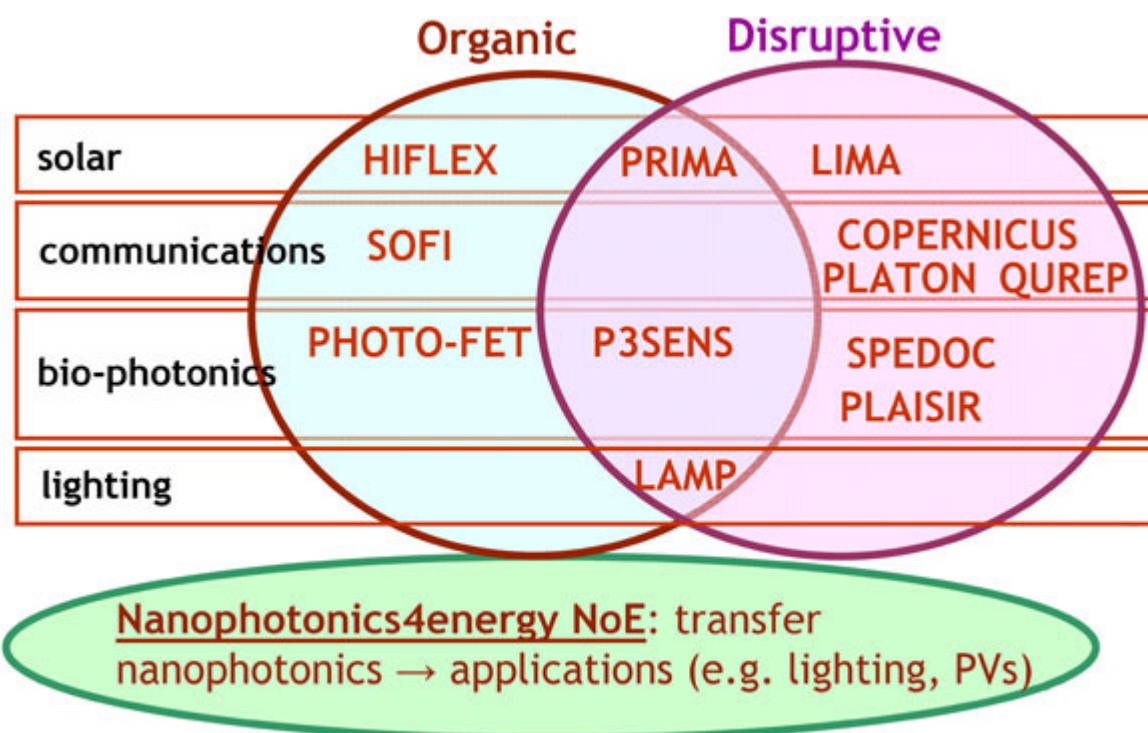 Organic Disruptive
solar HIFLEX PRIMA LIMA
communications SOFI COPERNICUS
PLATON QUREP
bio-photonics PHOTO-FET P3SENS SPEDOC
PLAISIR
lighting LAMP
Nanophotonics4energy NoE: transfer
nanophotonics → applications (e.g. lighting, PVs)